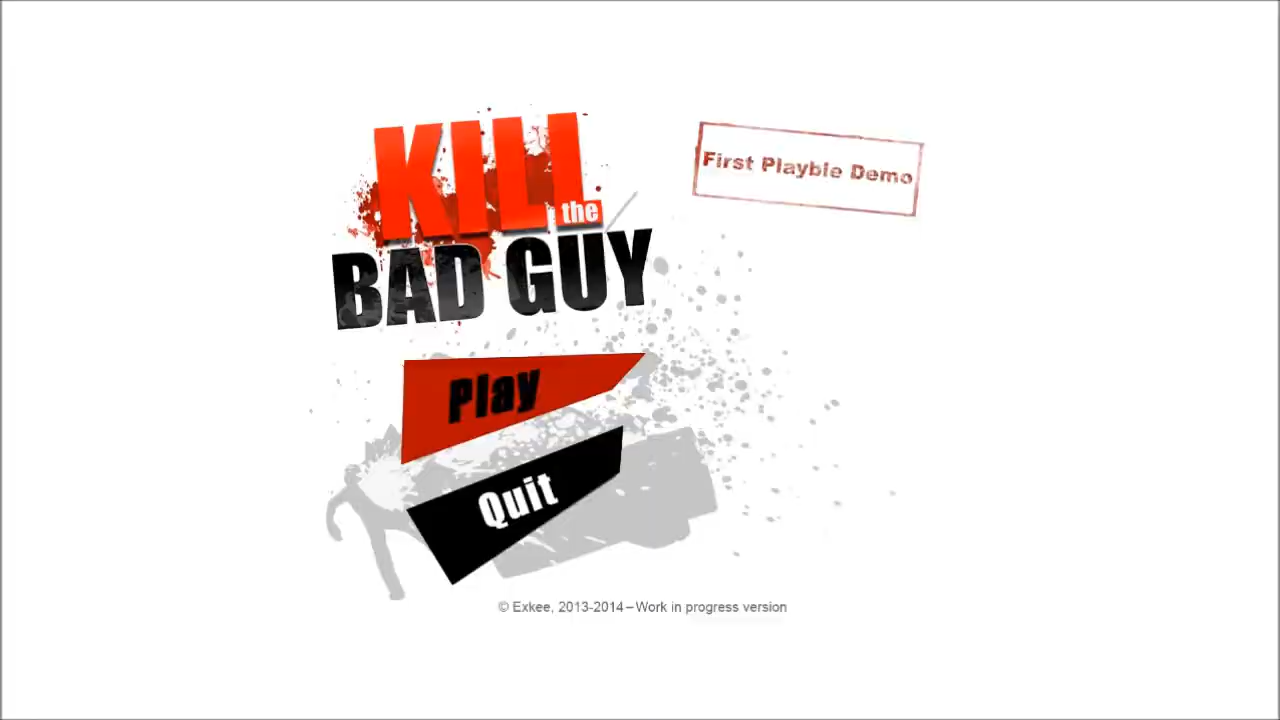 KILL
the
BAD GUY
First Playble Demo
Play
Quit
© Exkee, 2013-2014 – Work in progress version